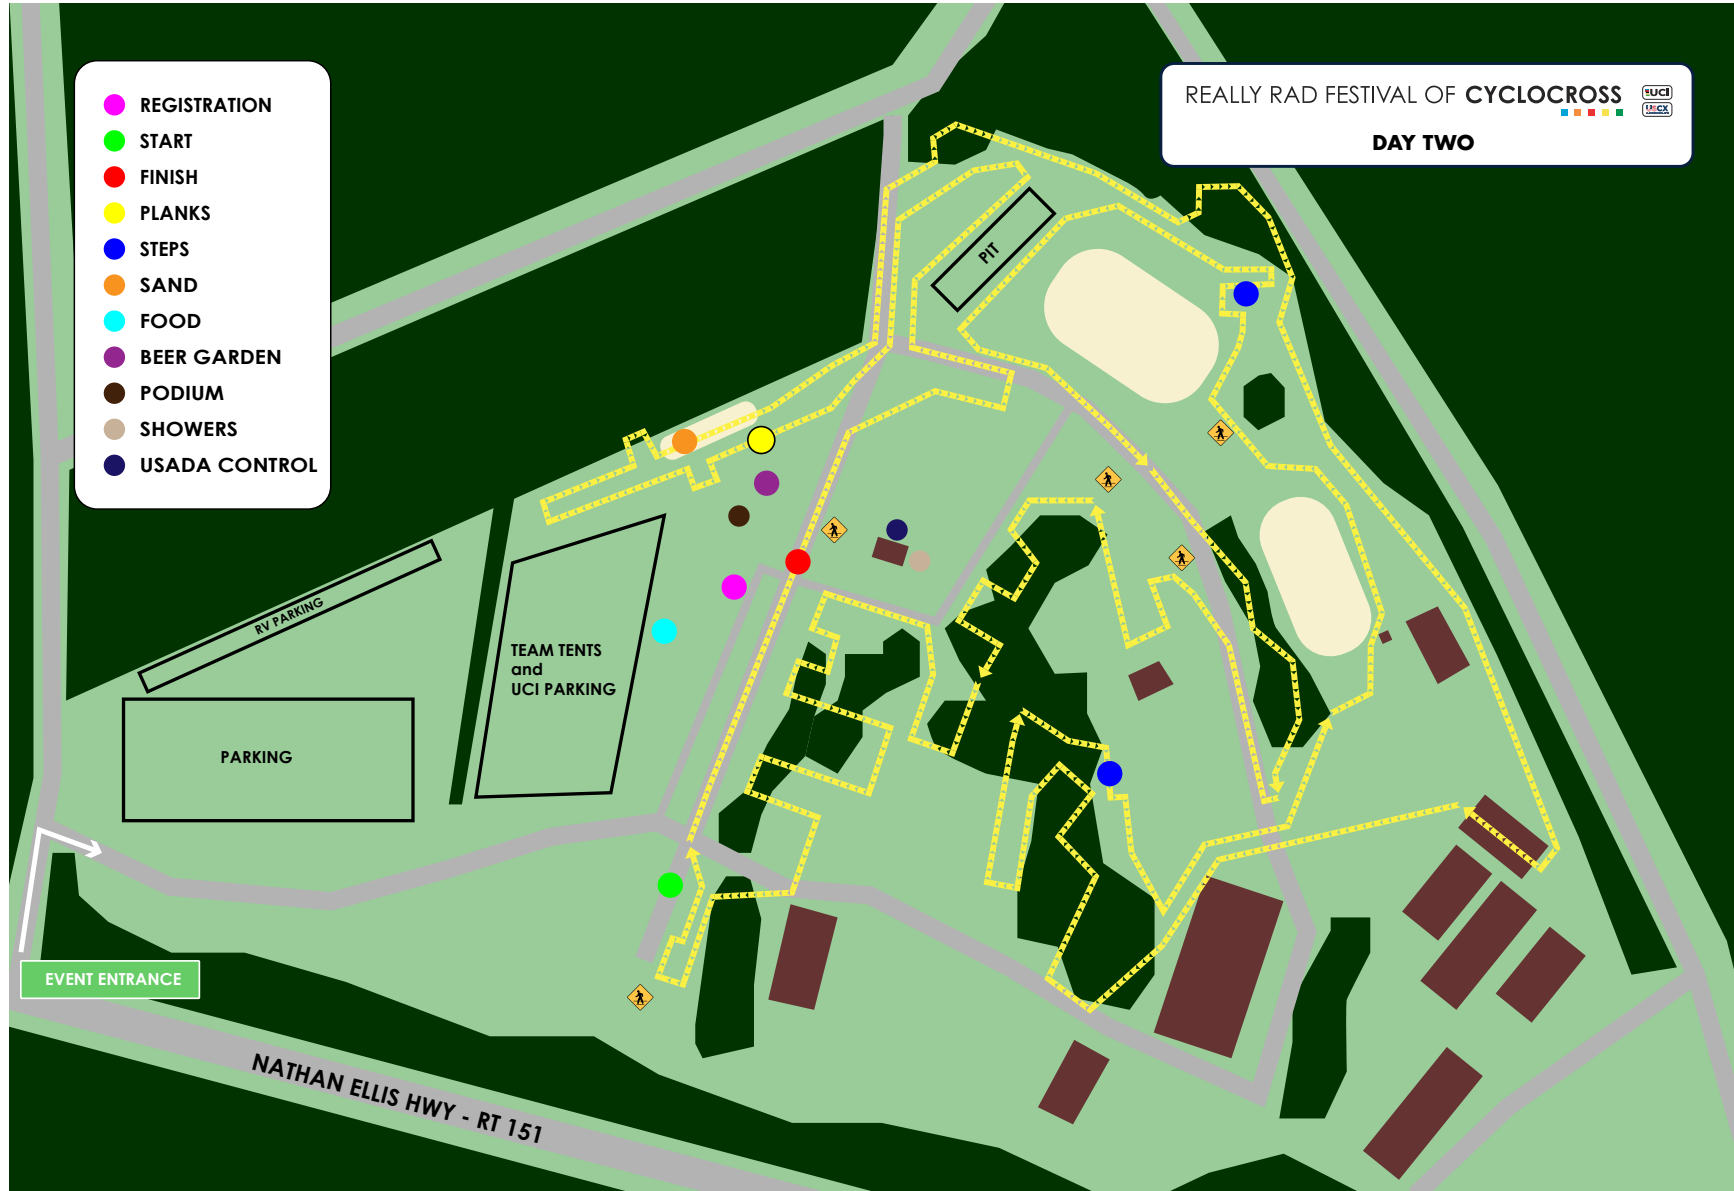 REGISTRATION
START
FINISH
PLANKS
STEPS
SAND
FOOD
BEER GARDEN
PODIUM
SHOWERS
USADA CONTROL
REALLY RAD FESTIVAL OF CYCLOCROSS
UCI
DAY TWO
PIT
RV PARKING
TEAM TENTS
and
UCI PARKING
PARKING
EVENT ENTRANCE
NATHAN ELLIS HWY - RT 151